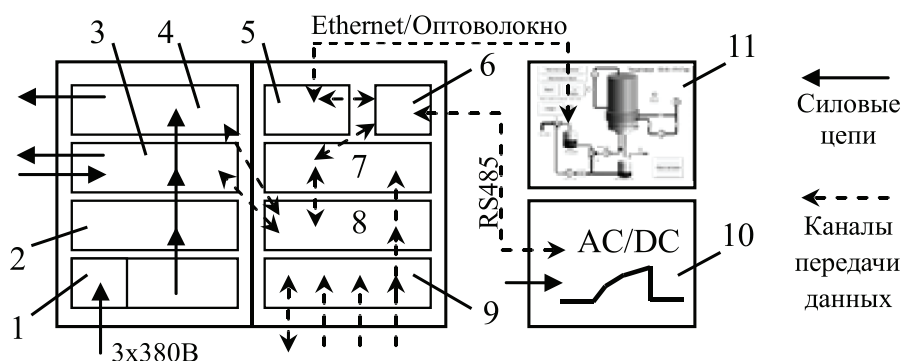 Ethernet/Оптоволокно
3
4
5
6
11
Силовые
цепи
7
RS485
2
8
AC/DC
10
Каналы
передачи
данных
1
9
3x380В